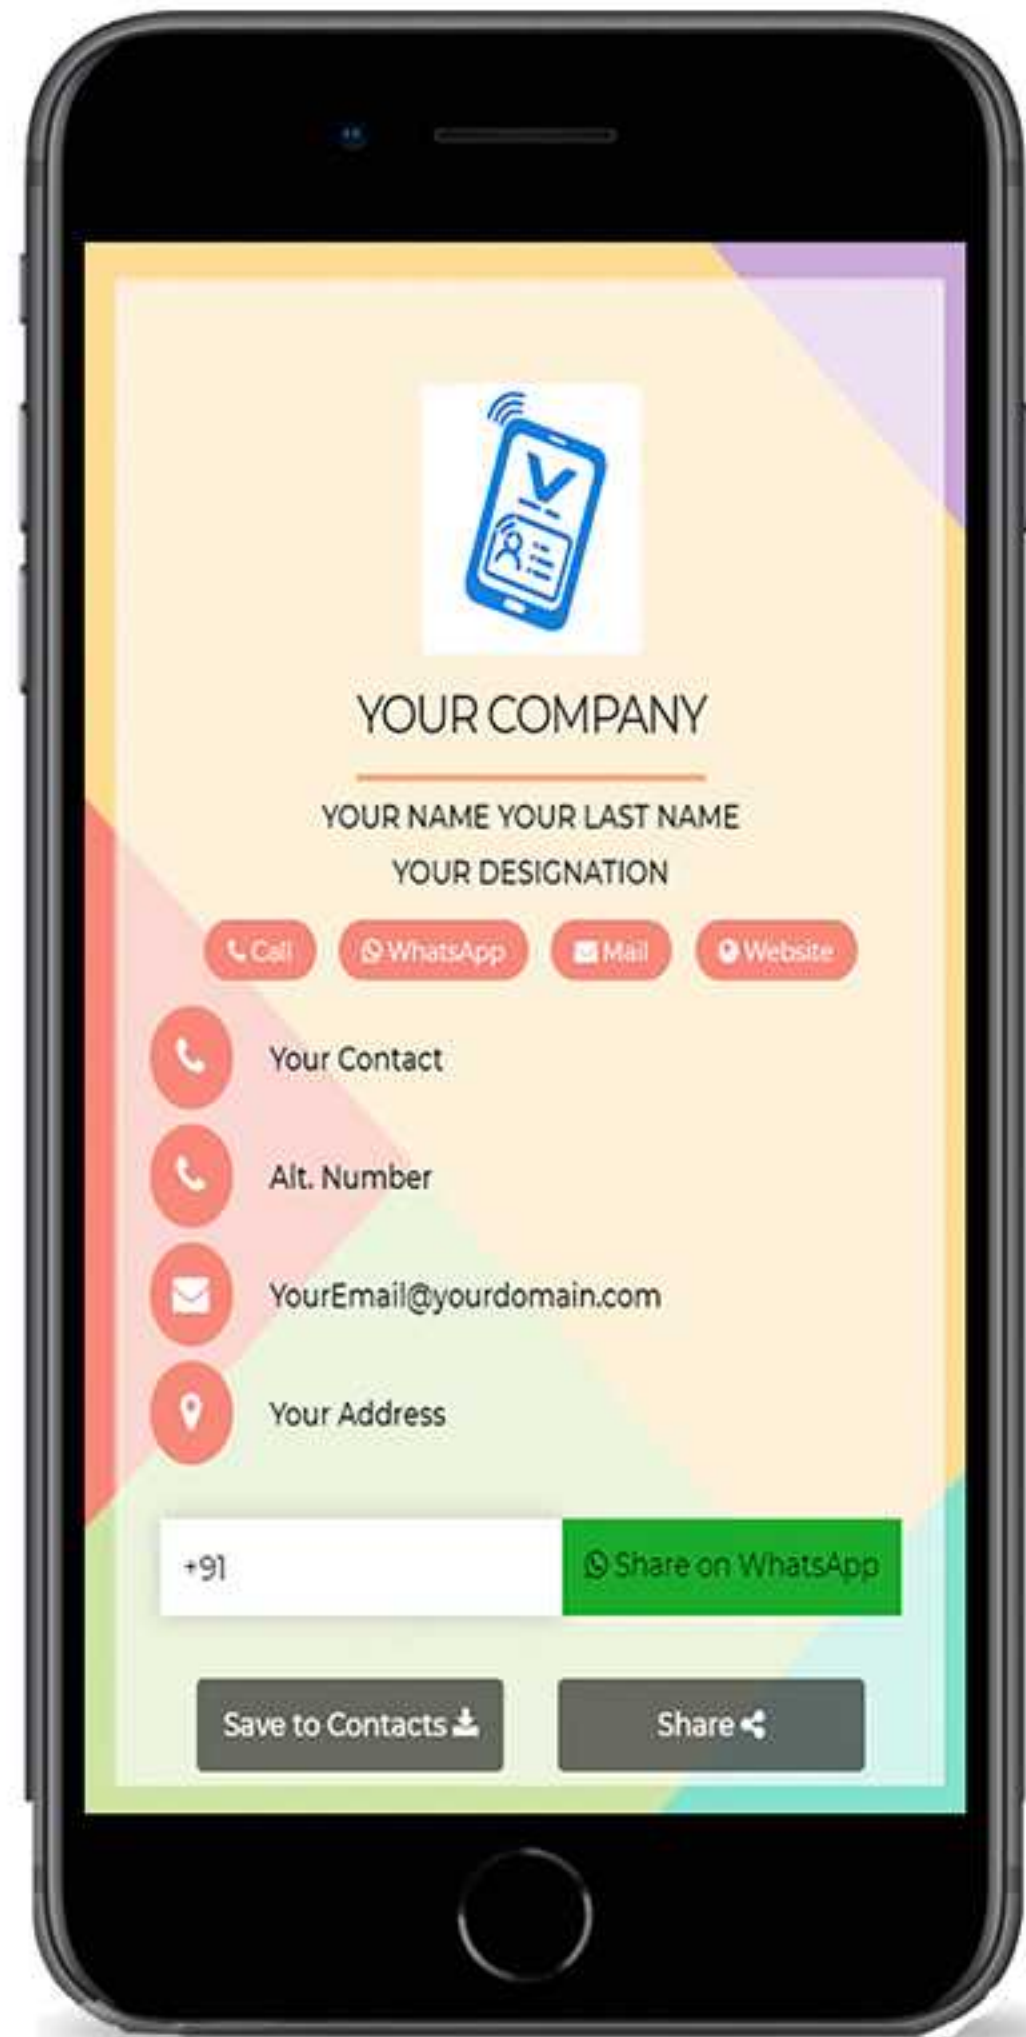 V
YOUR COMPANY
YOUR NAME YOUR LAST NAME
YOUR DESIGNATION
Call WhatsApp Mail Website
Your Contact
Alt. Number
YourEmail@yourdomain.com
Your Address
+91 Share on WhatsApp
Save to Contacts Share